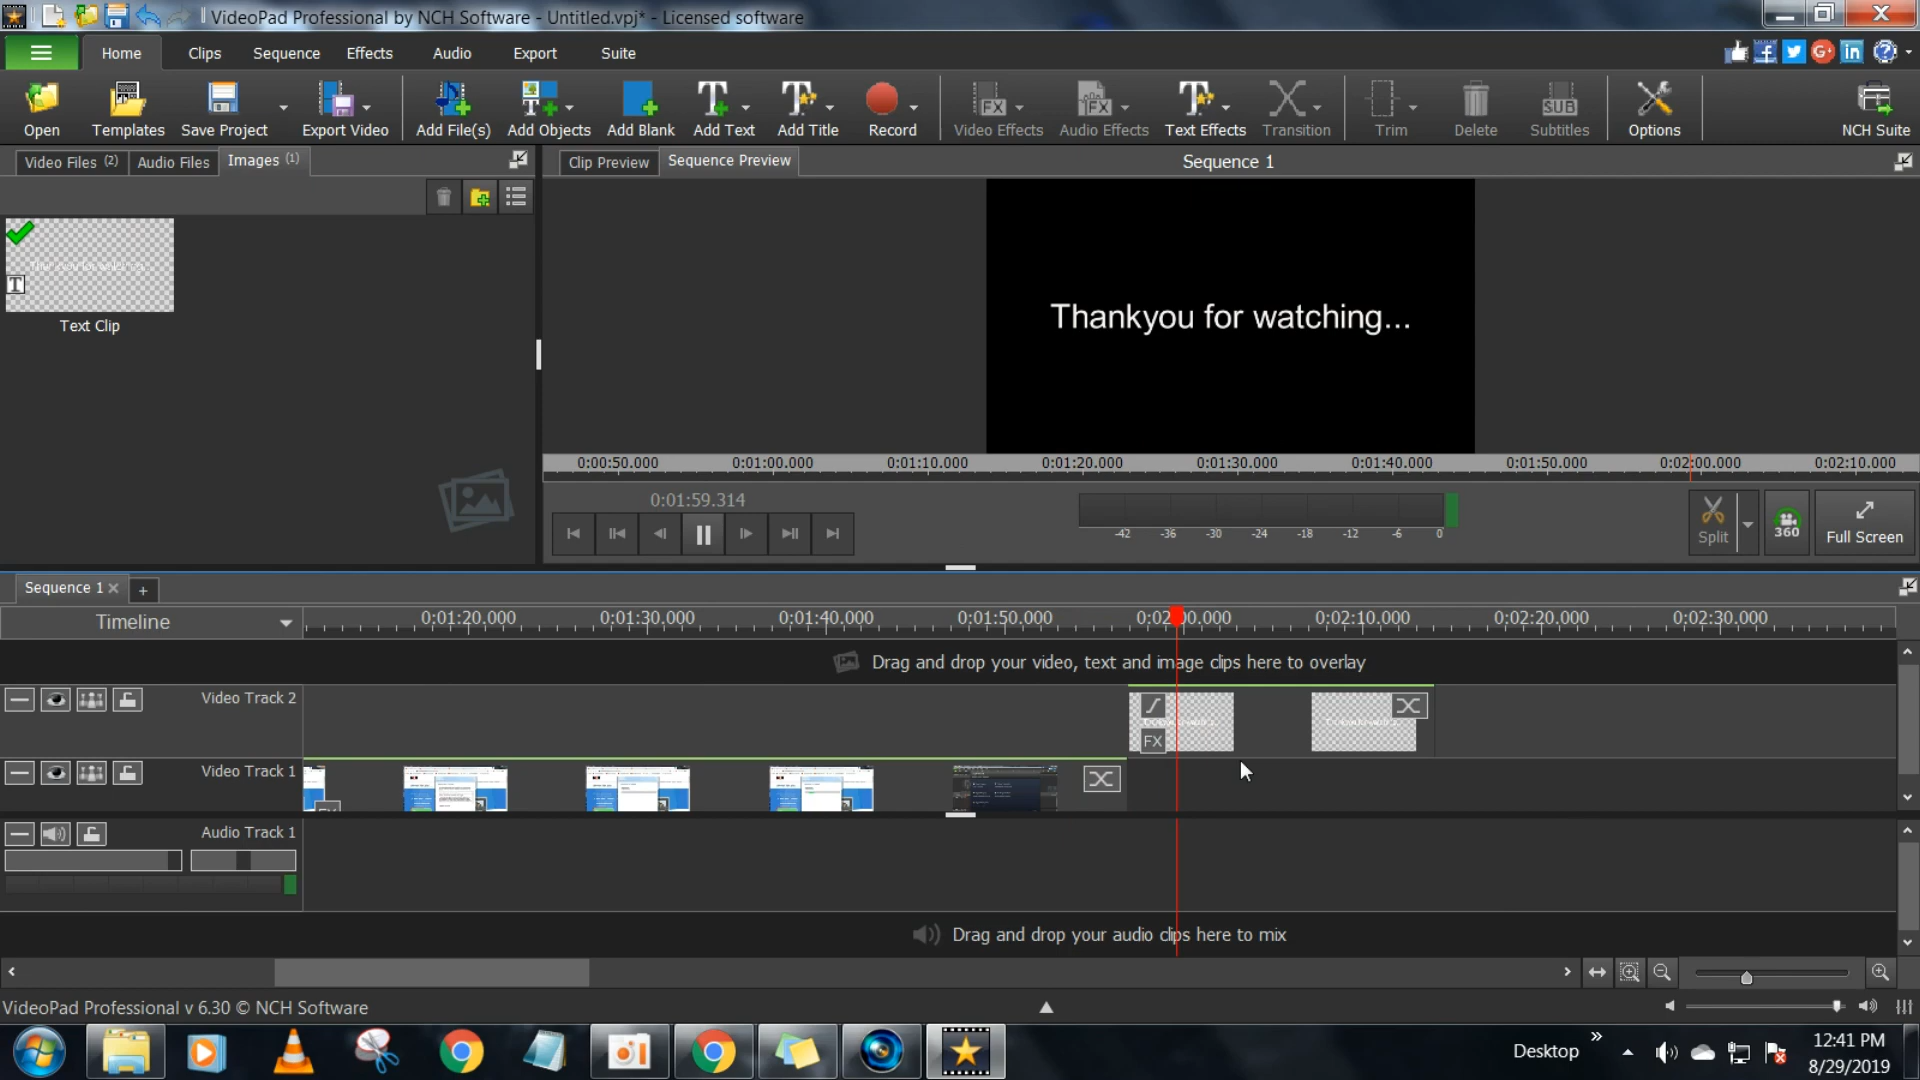 VideoPad Professional by NCH Software - Untitled.vpj* - Licensed software
Home Clips Sequence Effects Audio Export Suite
Open Templates Save Project Export Video Add File(s) Add Objects Add Blank Add Text Add Title Record Video Effects Audio Effects Text Effects Transition Trim Delete Subtitles Options NCH Suite
Video Files (2) Audio Files Images (1) Clip Preview Sequence Preview Sequence 1
Text Clip
Thankyou for watching...
0:00:50.000 0:01:00.000 0:01:10.000 0:01:20.000 0:01:30.000 0:01:40.000 0:01:50.000 0:02:00.000 0:02:10.000
0:01:59.314
-42 -36 -30 -24 -18 -12 -6 0
Split 360 Full Screen
Sequence 1
Timeline 0:01:20.000 0:01:30.000 0:01:40.000 0:01:50.000 0:02:00.000 0:02:10.000 0:02:20.000 0:02:30.000
Drag and drop your video, text and image clips here to overlay
Video Track 2
FX
Video Track 1
Audio Track 1
Drag and drop your audio clips here to mix
VideoPad Professional v 6.30 © NCH Software
Desktop
12:41 PM
8/29/2019